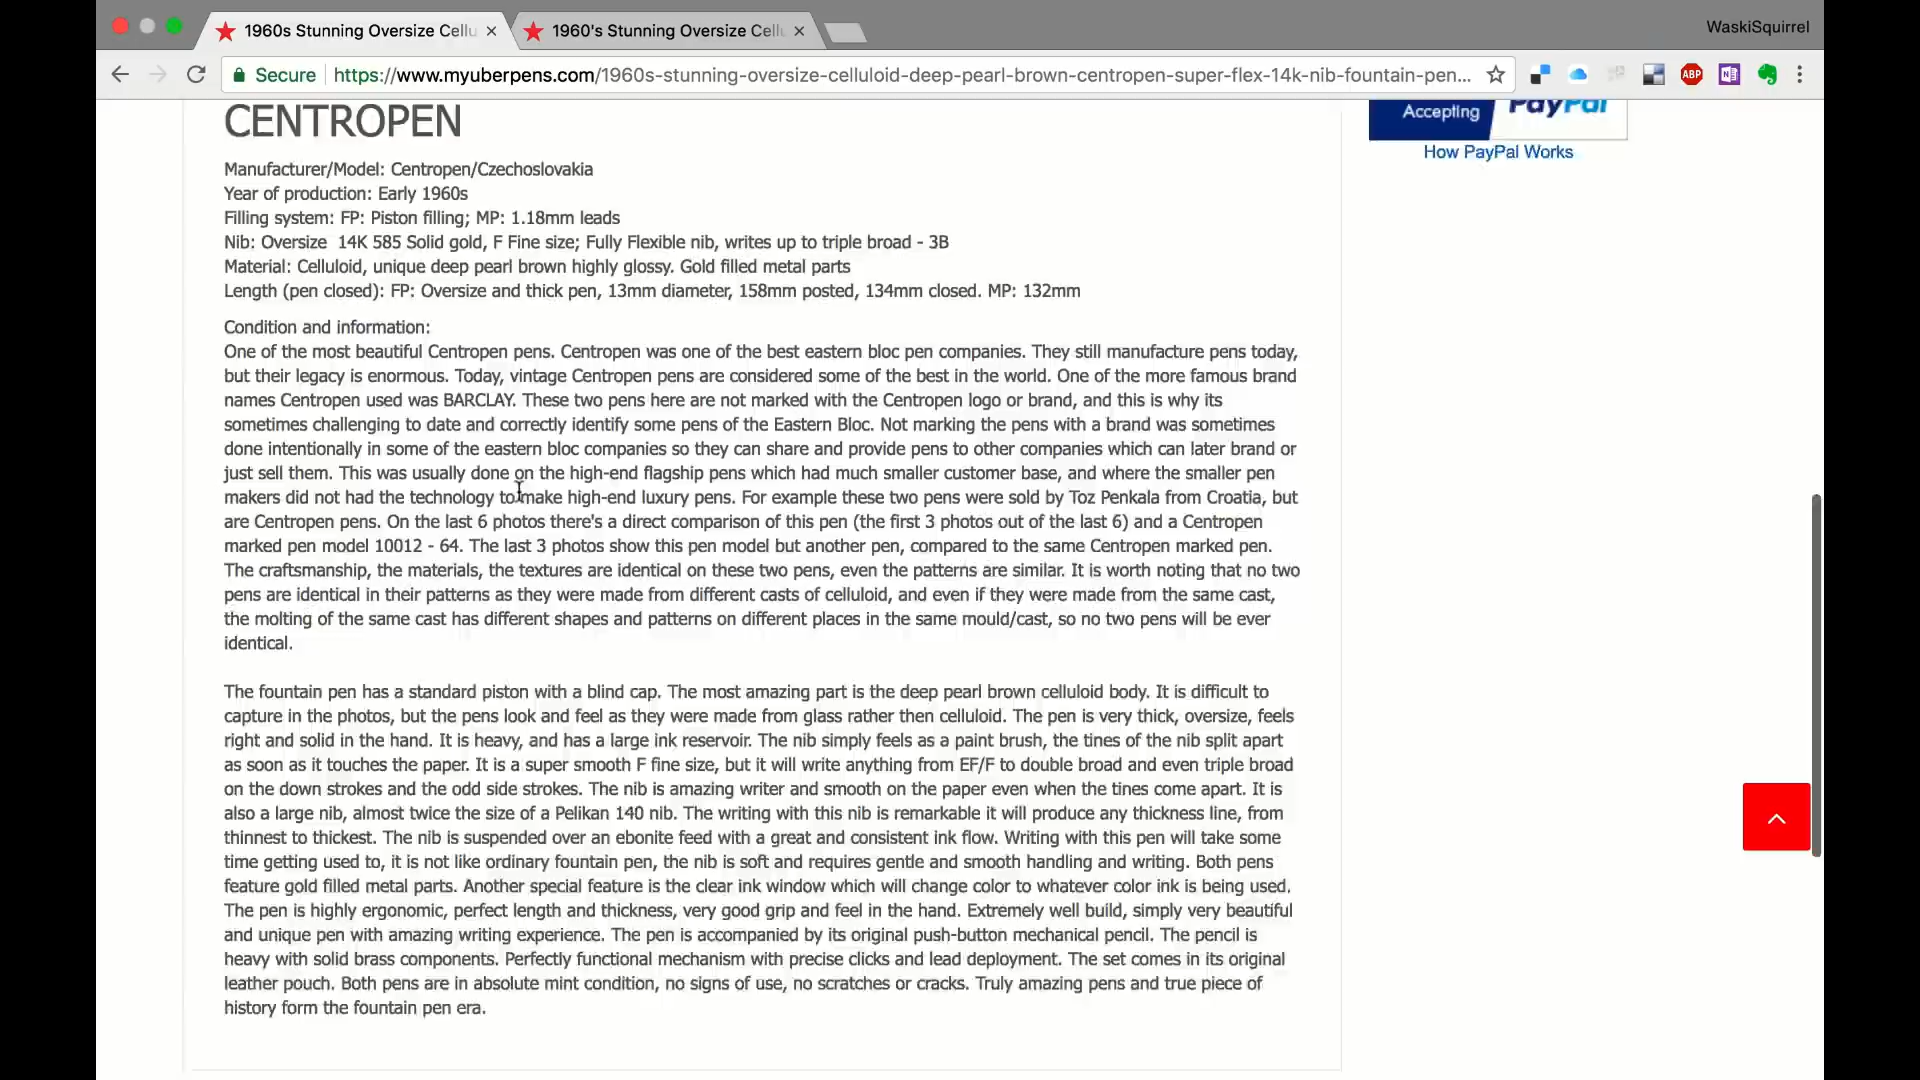 1960s Stunning Oversize Cellu
1960's Stunning Oversize Cellu
WaskiSquirrel
Secure
https://www.myuberpens.com/1960s-stunning-oversize-celluloid-deep-pearl-brown-centropen-super-flex-14k-nib-fountain-pen...
ABP
CENTROPEN
Accepting PayPal
How PayPal Works
Manufacturer/Model: Centropen/Czechoslovakia
Year of production: Early 1960s
Filling system: FP: Piston filling; MP: 1.18mm leads
Nib: Oversize 14K 585 Solid gold, F Fine size; Fully Flexible nib, writes up to triple broad - 3B
Material: Celluloid, unique deep pearl brown highly glossy. Gold filled metal parts
Length (pen closed): FP: Oversize and thick pen, 13mm diameter, 158mm posted, 134mm closed. MP: 132mm
Condition and information:
One of the most beautiful Centropen pens. Centropen was one of the best eastern bloc pen companies. They still manufacture pens today,
but their legacy is enormous. Today, vintage Centropen pens are considered some of the best in the world. One of the more famous brand
names Centropen used was BARCLAY. These two pens here are not marked with the Centropen logo or brand, and this is why its
sometimes challenging to date and correctly identify some pens of the Eastern Bloc. Not marking the pens with a brand was sometimes
done intentionally in some of the eastern bloc companies so they can share and provide pens to other companies which can later brand or
just sell them. This was usually done on the high-end flagship pens which had much smaller customer base, and where the smaller pen
makers did not had the technology to make high-end luxury pens. For example these two pens were sold by Toz Penkala from Croatia, but
are Centropen pens. On the last 6 photos there's a direct comparison of this pen (the first 3 photos out of the last 6) and a Centropen
marked pen model 10012 - 64. The last 3 photos show this pen model but another pen, compared to the same Centropen marked pen.
The craftsmanship, the materials, the textures are identical on these two pens, even the patterns are similar. It is worth noting that no two
pens are identical in their patterns as they were made from different casts of celluloid, and even if they were made from the same cast,
the molting of the same cast has different shapes and patterns on different places in the same mould/cast, so no two pens will be ever
identical.
The fountain pen has a standard piston with a blind cap. The most amazing part is the deep pearl brown celluloid body. It is difficult to
capture in the photos, but the pens look and feel as they were made from glass rather then celluloid. The pen is very thick, oversize, feels
right and solid in the hand. It is heavy, and has a large ink reservoir. The nib simply feels as a paint brush, the tines of the nib split apart
as soon as it touches the paper. It is a super smooth F fine size, but it will write anything from EF/F to double broad and even triple broad
on the down strokes and the odd side strokes. The nib is amazing writer and smooth on the paper even when the tines come apart. It is
also a large nib, almost twice the size of a Pelikan 140 nib. The writing with this nib is remarkable it will produce any thickness line, from
thinnest to thickest. The nib is suspended over an ebonite feed with a great and consistent ink flow. Writing with this pen will take some
time getting used to, it is not like ordinary fountain pen, the nib is soft and requires gentle and smooth handling and writing. Both pens
feature gold filled metal parts. Another special feature is the clear ink window which will change color to whatever color ink is being used.
The pen is highly ergonomic, perfect length and thickness, very good grip and feel in the hand. Extremely well build, simply very beautiful
and unique pen with amazing writing experience. The pen is accompanied by its original push-button mechanical pencil. The pencil is
heavy with solid brass components. Perfectly functional mechanism with precise clicks and lead deployment. The set comes in its original
leather pouch. Both pens are in absolute mint condition, no signs of use, no scratches or cracks. Truly amazing pens and true piece of
history form the fountain pen era.